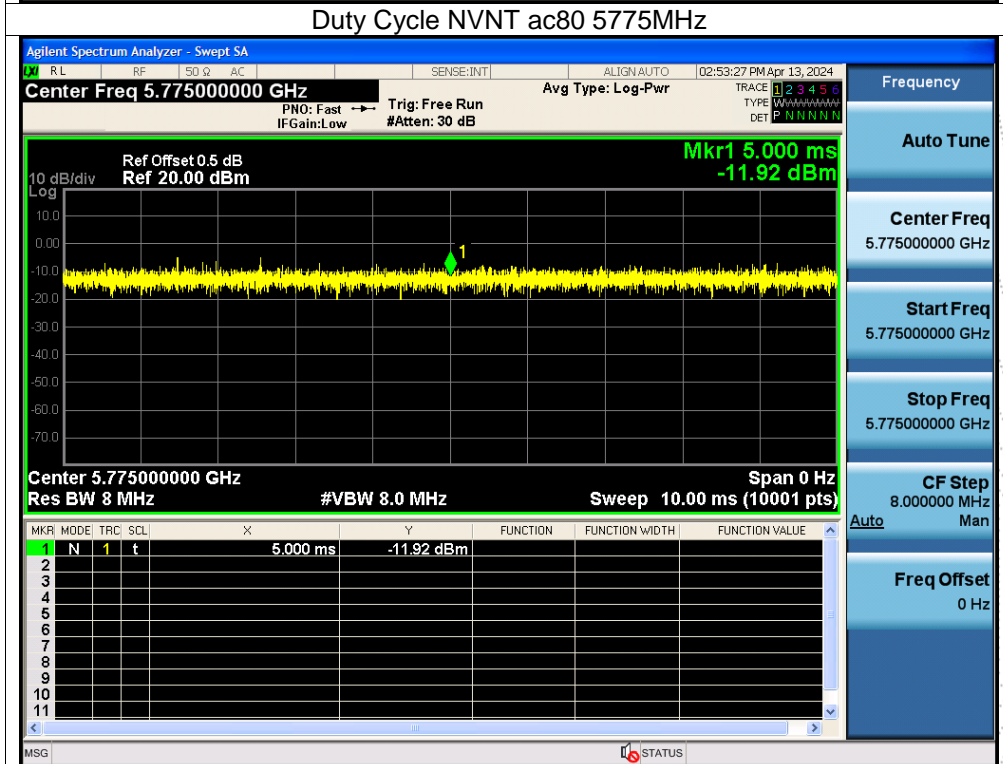 Duty Cycle NVNT ac80 5775MHz
Agilent Spectrum Analyzer - Swept SA
LXI RL RF 50 Ω AC SENSE:INT ALIGN AUTO 02:53:27 PM Apr 13, 2024
Center Freq 5.775000000 GHz
PNO: Fast
IFGain:Low
Trig: Free Run
#Atten: 30 dB
Avg Type: Log-Pwr
TRACE 1 2 3 4 5 6
TYPE WWWWWW
DET P N N N N N
Ref Offset 0.5 dB
10 dB/div Ref 20.00 dBm
Log
Mkr1 5.000 ms
-11.92 dBm
10.0
0.00
-10.0
-20.0
-30.0
-40.0
-50.0
-60.0
-70.0
1
Center 5.775000000 GHz Span 0 Hz
Res BW 8 MHz #VBW 8.0 MHz Sweep 10.00 ms (10001 pts)
MKR MODE TRC SCL X Y FUNCTION FUNCTION WIDTH FUNCTION VALUE
1 N 1 t 5.000 ms -11.92 dBm
2
3
4
5
6
7
8
9
10
11
MSG STATUS
Frequency
Auto Tune
Center Freq
5.775000000 GHz
Start Freq
5.775000000 GHz
Stop Freq
5.775000000 GHz
CF Step
8.000000 MHz
Auto Man
Freq Offset
0 Hz